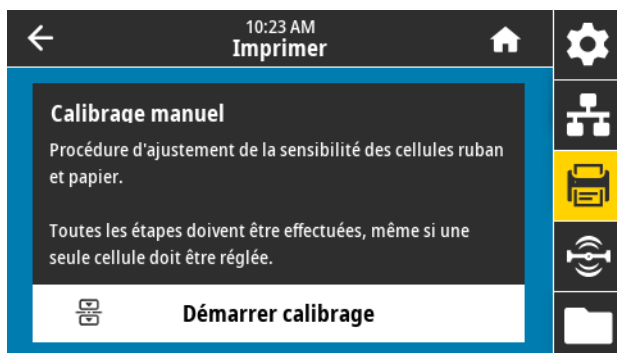 10:23 AM
Imprimer
Calibrage manuel
Procédure d'ajustement de la sensibilité des cellules ruban
et papier.
Toutes les étapes doivent être effectuées, même si une
seule cellule doit être réglée.
Démarrer calibrage